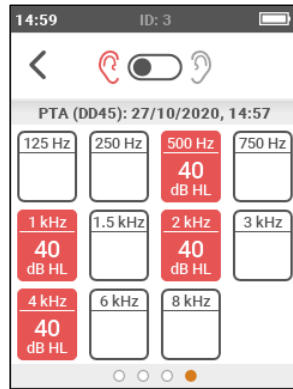 14:59 ID: 3
PTA (DD45): 27/10/2020, 14:57
125 Hz 250 Hz 500 Hz 750 Hz
40
dB HL
1 kHz 1.5 kHz 2 kHz 3 kHz
40 40
dB HL dB HL
4 kHz 6 kHz 8 kHz
40
dB HL